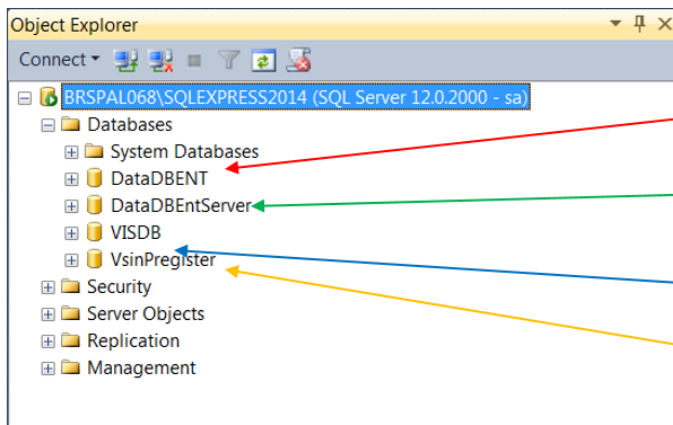 Object Explorer
Connect
BRSPAL068\SQLEXPRESS2014 (SQL Server 12.0.2000 - sa)
Databases
System Databases
DataDBENT
DataDBEntServer
VISDB
VsinPregister
Security
Server Objects
Replication
Management